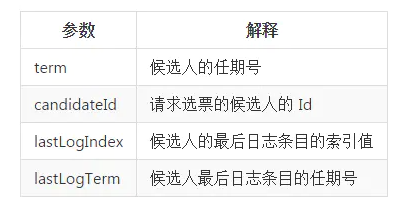 参数 解释
term 候选人的任期号
candidateId 请求选票的候选人的 Id
lastLogIndex 候选人的最后日志条目的索引值
lastLogTerm 候选人最后日志条目的任期号